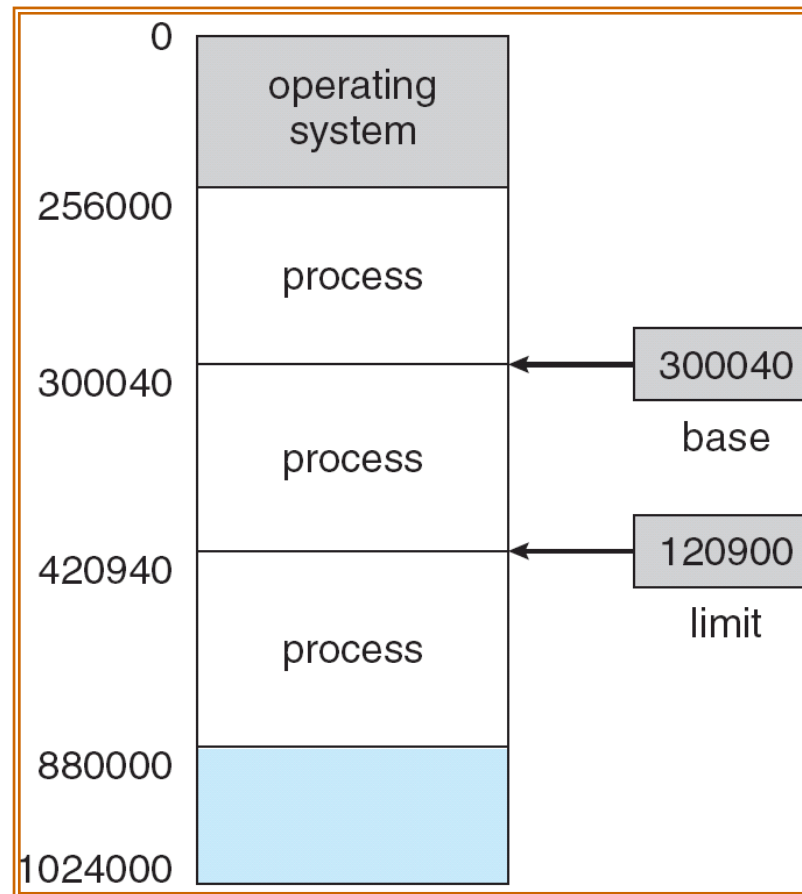 0
operating
system
256000
process
300040
300040
base
process
120900
420940
limit
process
880000
1024000